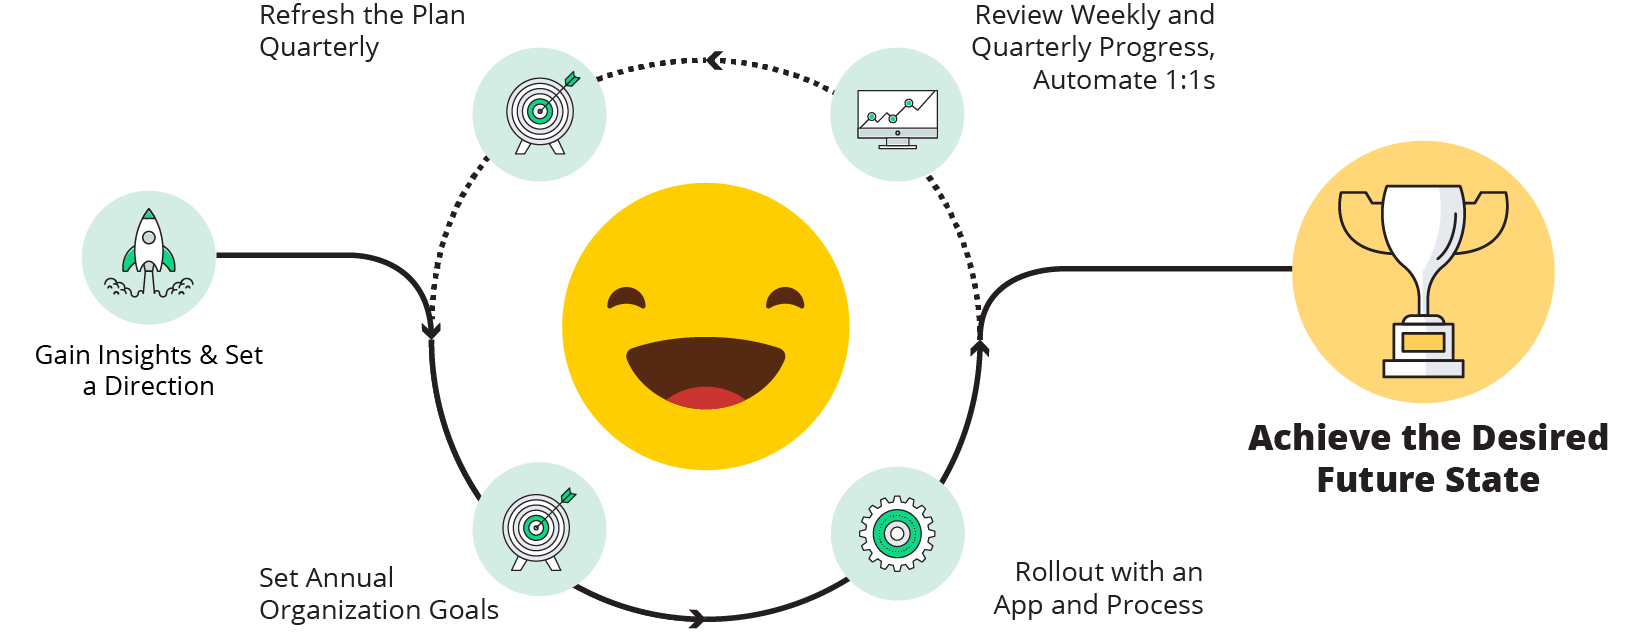 Refresh the Plan
Quarterly
Review Weekly and
Quarterly Progress,
Automate 1:1s
Gain Insights & Set
a Direction
Achieve the Desired
Future State
Set Annual
Organization Goals
Rollout with an
App and Process